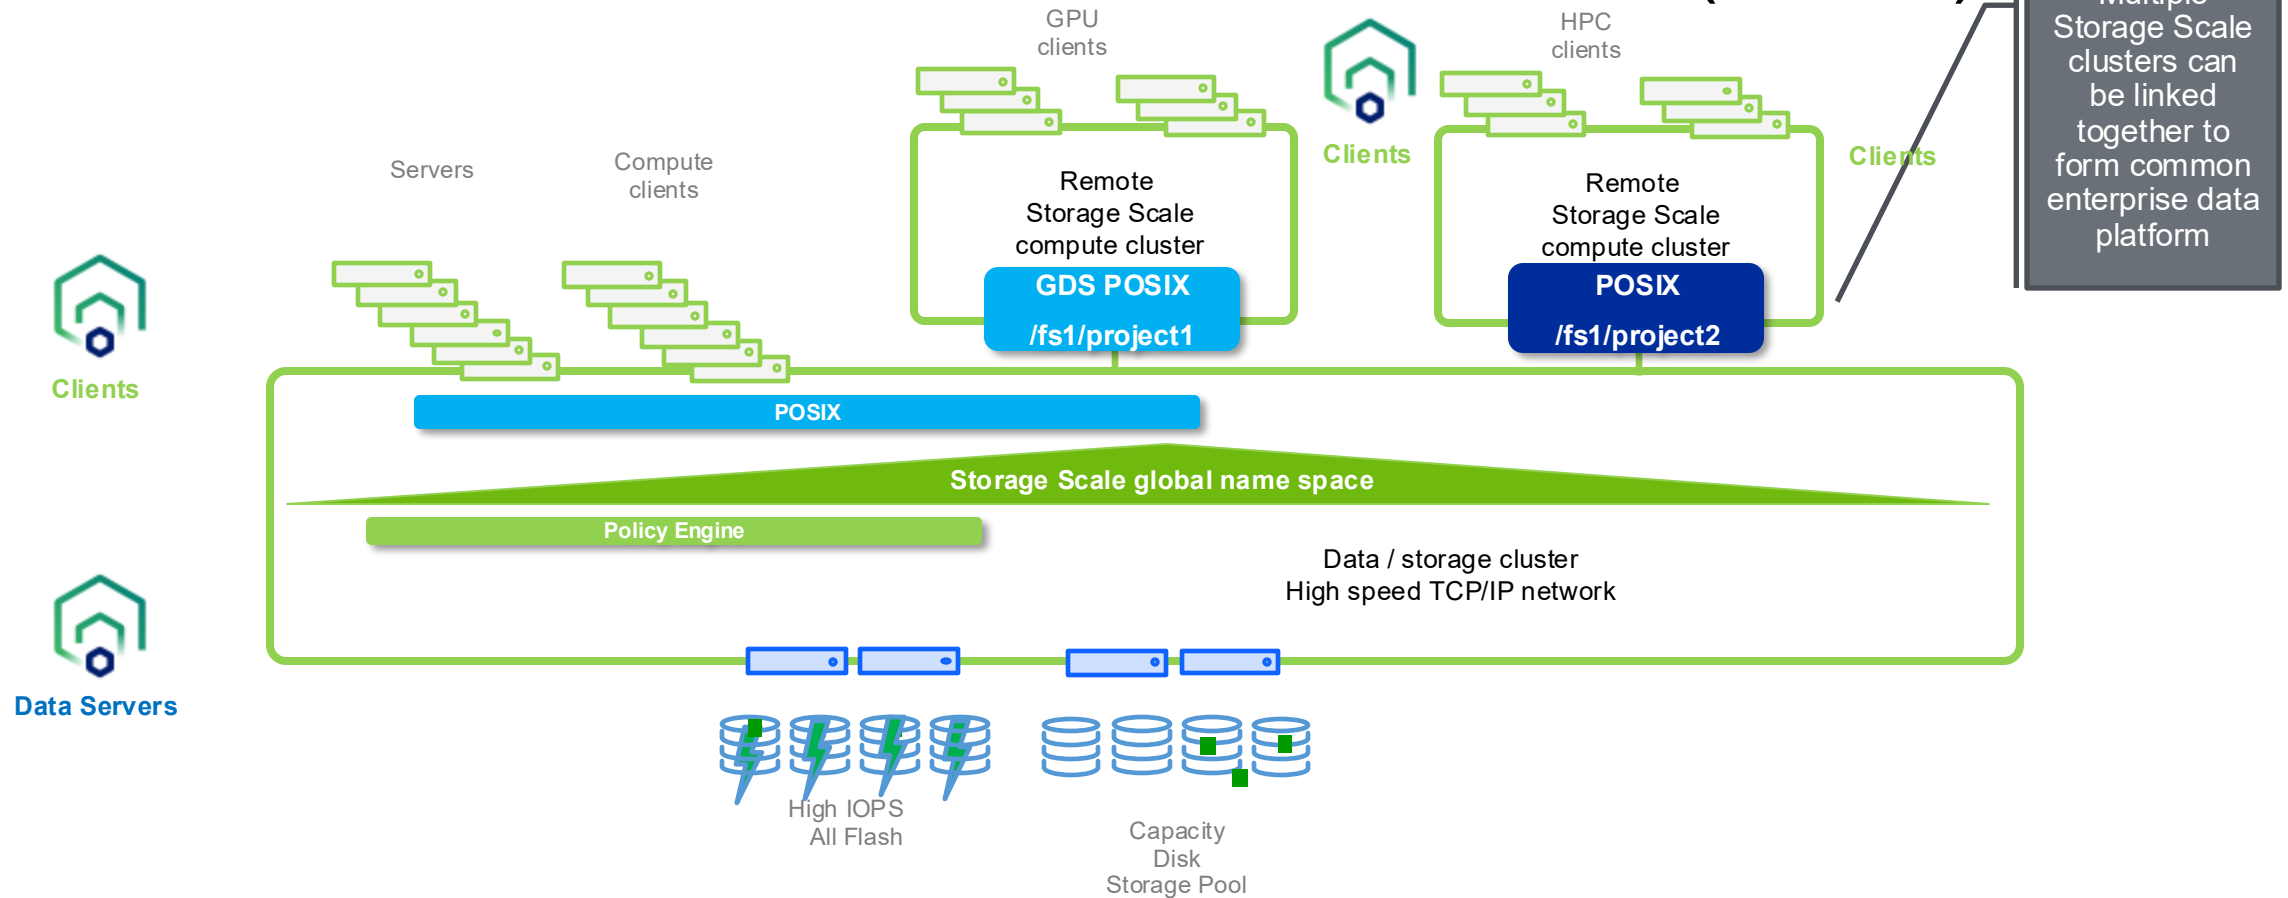 GPU
clients
HPC
clients
Multiple
Storage Scale
clusters can
be linked
together to
form common
enterprise data
platform
Clients
Clients
Servers
Compute
clients
Remote
Storage Scale
compute cluster
GDS POSIX
/fs1/project1
Remote
Storage Scale
compute cluster
POSIX
/fs1/project2
Clients
POSIX
Storage Scale global name space
Policy Engine
Data / storage cluster
High speed TCP/IP network
Data Servers
High IOPS
All Flash
Capacity
Disk
Storage Pool